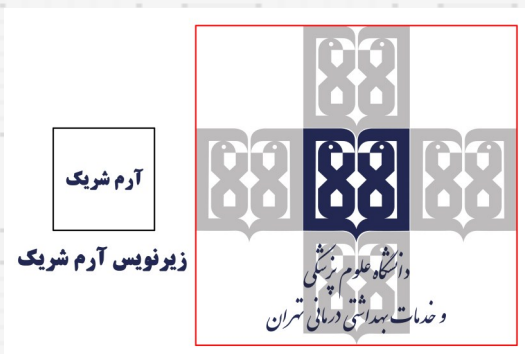 آرم شریک
زیرنویس آرم شریک
دانشگاه علوم پزشکی
و خدمات بهداشتی درمانی تهران